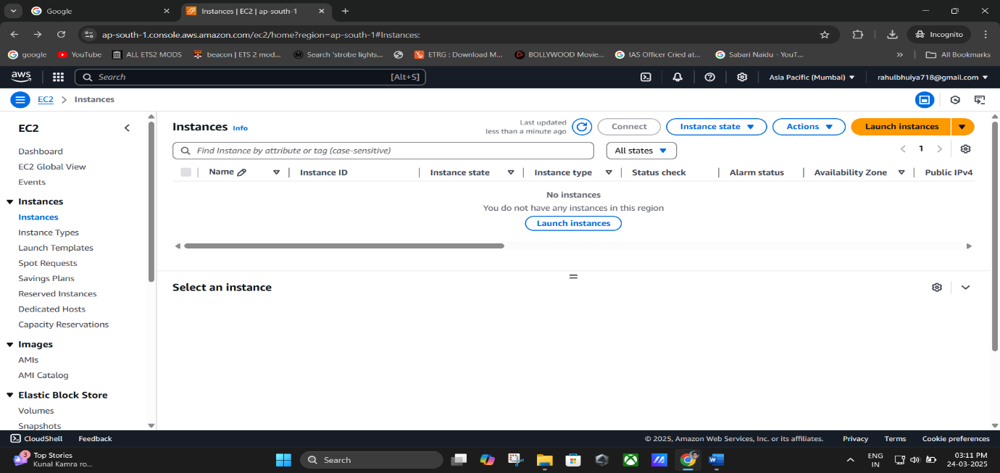 Google
Instances | EC2 | ap-south-1
ap-south-1.console.aws.amazon.com/ec2/home?region=ap-south-1#Instances:
Incognito
google
YouTube
ALL ETS2 MODS
beacon | ETS 2 mod...
Search 'strobe lights...
ETRG : Download M...
BOLLYWOOD Movie...
IAS Officer Cried at...
Sabari Naidu - YouT...
»
All Bookmarks
aws
Search
[Alt+S]
Asia Pacific (Mumbai)
rahulbhuiya718@gmail.com
EC2
Instances
EC2
Dashboard
EC2 Global View
Events
Instances
Instances
Instance Types
Launch Templates
Spot Requests
Savings Plans
Reserved Instances
Dedicated Hosts
Capacity Reservations
Images
AMIs
AMI Catalog
Elastic Block Store
Volumes
Snapshots
Instances Info
Last updated
less than a minute ago
Connect
Instance state
Actions
Launch instances
Find Instance by attribute or tag (case-sensitive)
All states
1
Name
Instance ID
Instance state
Instance type
Status check
Alarm status
Availability Zone
Public IPv4
No instances
You do not have any instances in this region
Launch instances
Select an instance
CloudShell
Feedback
© 2025, Amazon Web Services, Inc. or its affiliates.
Privacy
Terms
Cookie preferences
3
Top Stories
Kunal Kamra ro...
Search
ENG
IN
03:11 PM
24-03-2025